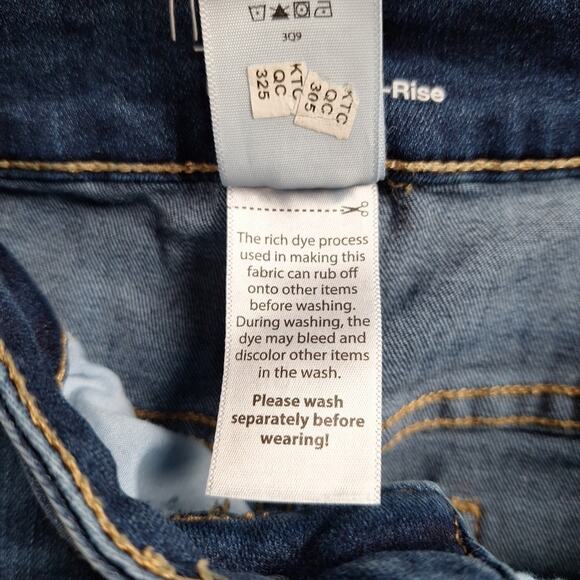 3Q9
KTC
QC
325
KTC
QC
305
-Rise
The rich dye process
used in making this
fabric can rub off
onto other items
before washing.
During washing, the
dye may bleed and
discolor other items
in the wash.
Please wash
separately before
wearing!